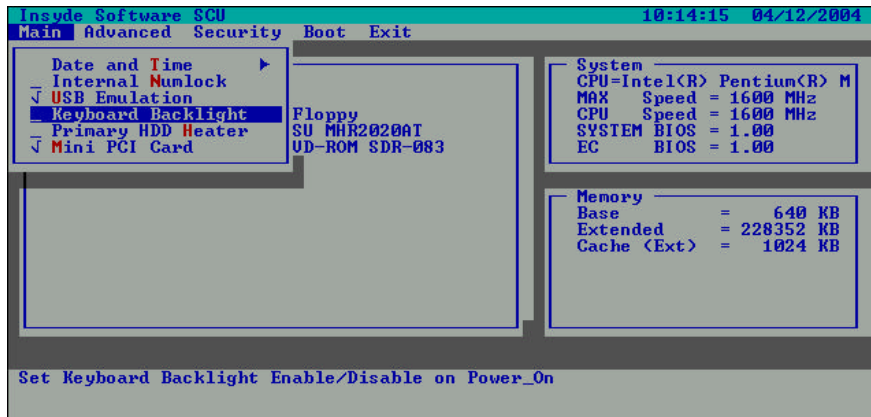 Insyde Software SCU 10:14:15 04/12/2004
Main Advanced Security Boot Exit
Date and Time
_ Internal Numlock
√ USB Emulation
_ Keyboard Backlight
_ Primary HDD Heater
√ Mini PCI Card
Floppy
SU MHR2020AT
VD-ROM SDR-083
System
CPU=Intel(R) Pentium(R) M
MAX Speed = 1600 MHz
CPU Speed = 1600 MHz
SYSTEM BIOS = 1.00
EC BIOS = 1.00
Memory
Base = 640 KB
Extended = 228352 KB
Cache (Ext) = 1024 KB
Set Keyboard Backlight Enable/Disable on Power_On